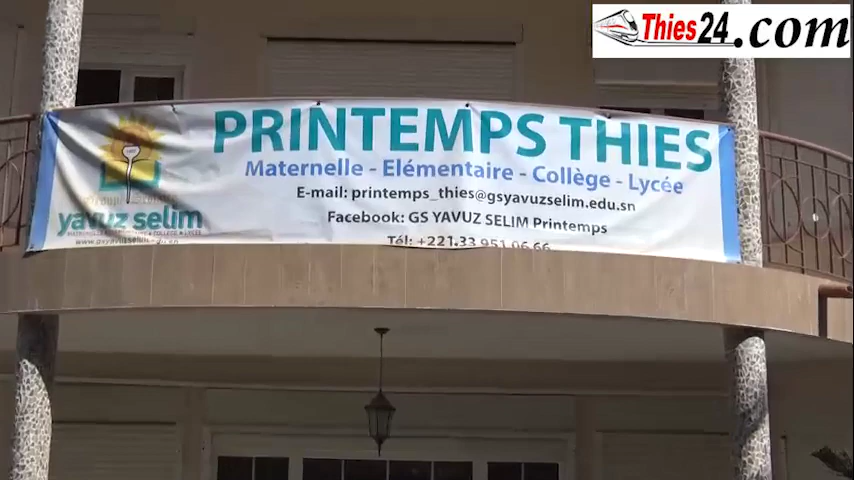 Thies24.com
PRINTEMPS THIES
Maternelle - Elémentaire - Collège - Lycée
E-mail: printemps_thies@gsyavuzselim.edu.sn
Facebook: GS YAVUZ SELIM Printemps
Tél: +221.33 951 06 66
yavuz selim